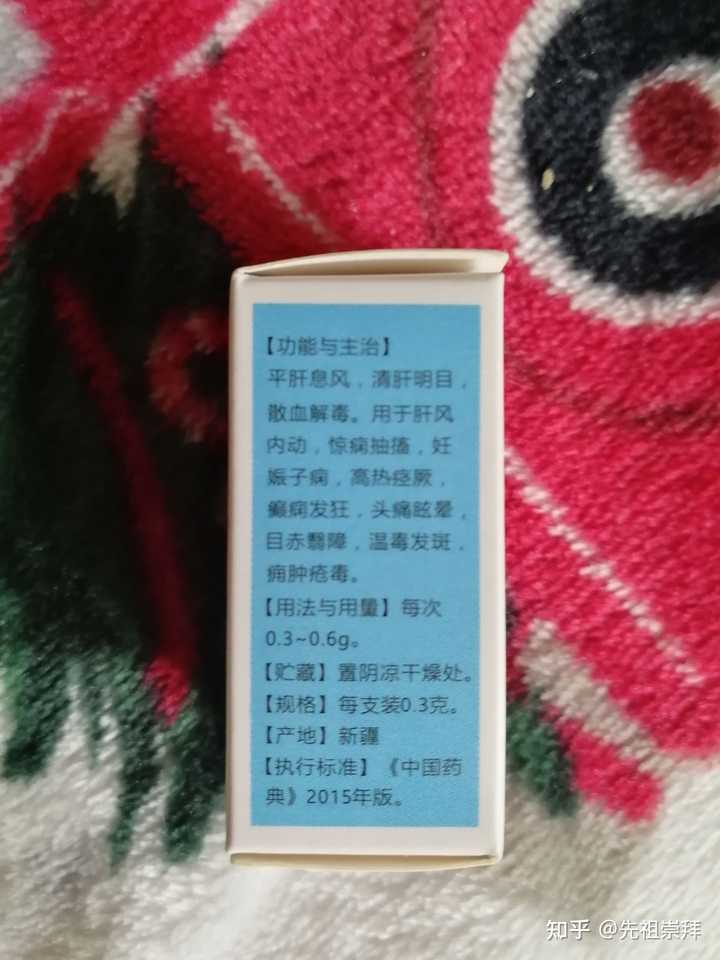 【功能与主治】
平肝息风，清肝明目，
散血解毒。用于肝风
内动，惊痫抽搐，妊
娠子痫，高热痉厥，
癫痫发狂，头痛眩晕，
目赤翳障，温毒发斑，
痈肿疮毒。
【用法与用量】每次
0.3~0.6g。
【贮藏】置阴凉干燥处。
【规格】每支装0.3克。
【产地】新疆
【执行标准】《中国药
典》2015年版。
知乎 @先祖崇拜